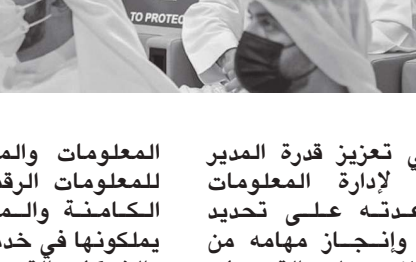 TO PROTEC
ي تعزيز قدرة المدير
لإدارة المعلومات
عدته على تحديد
وإنجاز مهامه من
المعلومات والم
للمعلومات الرق
الكامنة والم
يملكونها في خد